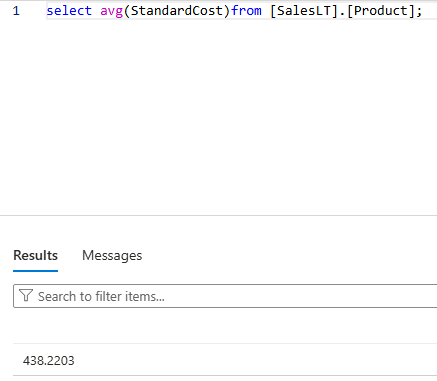 1 select avg(StandardCost)from [SalesLT].[Product];
Results Messages
Search to filter items...
438.2203